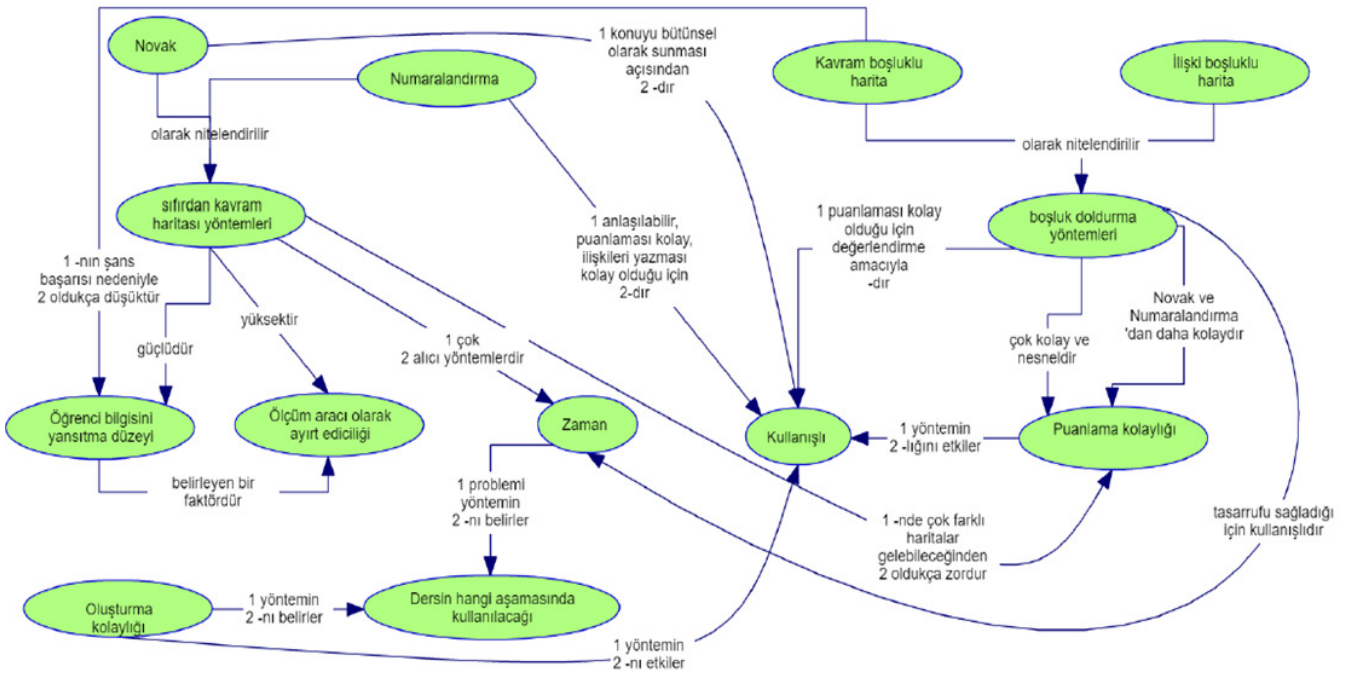 Novak
1 konuyu bütünsel
olarak sunması
açısından
2 -dır
Numaralandırma
Kavram boşluklu
harita
İlişki boşluklu
harita
olarak nitelendirilir
olarak nitelendirilir
sıfırdan kavram
haritası yöntemleri
1 anlaşılabilir,
puanlaması kolay,
ilişkileri yazması
kolay olduğu için
2-dır
1 puanlaması kolay
olduğu için
değerlendirme
amacıyla
-dır
boşluk doldurma
yöntemleri
1 -nın şans
başarısı nedeniyle
2 oldukça düşüktür
güçlüdür
yüksektir
1 çok
2 alıcı yöntemlerdir
çok kolay ve
nesneldir
Novak ve
Numaralandırma
'dan daha kolaydır
Öğrenci bilgisini
yansıtma düzeyi
Ölçüm aracı olarak
ayırt ediciliği
Zaman
Kullanışlı
1 yöntemin
2 -lığını etkiler
Puanlama kolaylığı
belirleyen bir
faktördür
1 problemi
yöntemin
2 -nı belirler
1 -nde çok farklı
haritalar
gelebileceğinden
2 oldukça zordur
tasarrufu sağladığı
için kullanışlıdır
Oluşturma
kolaylığı
1 yöntemin
2 -nı belirler
Dersin hangi aşamasında
kullanılacağı
1 yöntemin
2 -nı etkiler